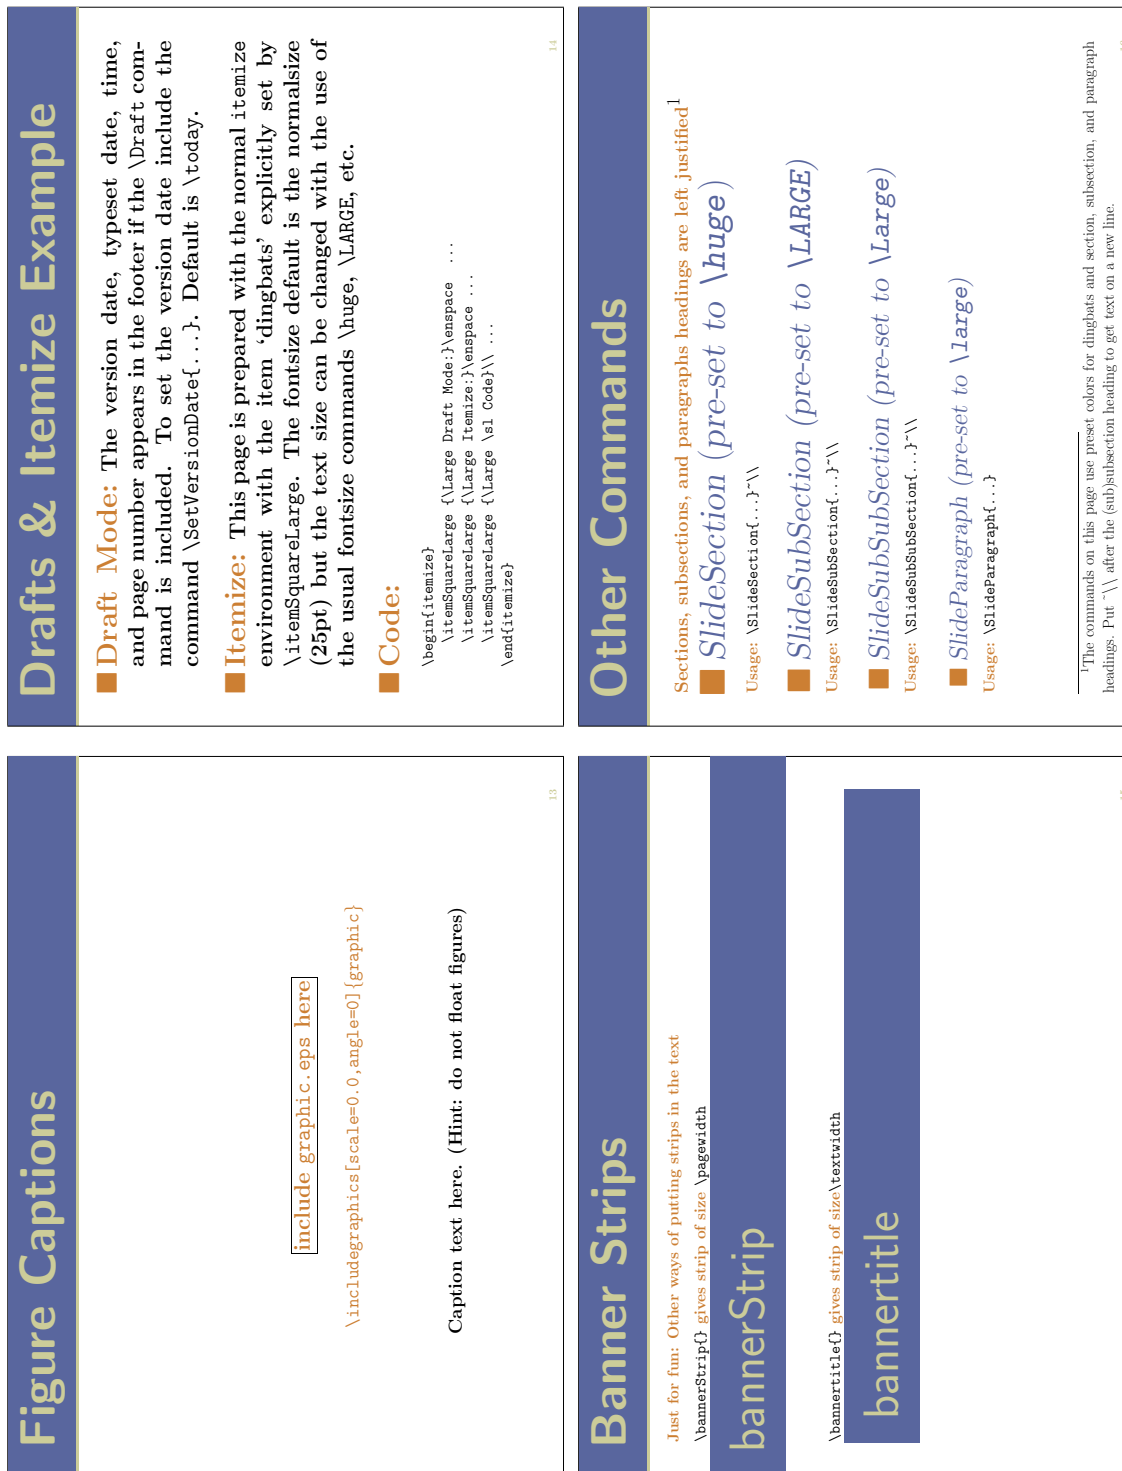 Figure Captions
include graphic.eps here
\includegraphics[scale=0.0,angle=0]{graphic}
Caption text here. (Hint: do not float figures)
13
Drafts & Itemize Example
Draft Mode: The version date, typeset date, time,
and page number appears in the footer if the \Draft com-
mand is included. To set the version date include the
command \SetVersionDate{...}. Default is \today.
Itemize: This page is prepared with the normal itemize
environment with the item ‘dingbats’ explicitly set by
\itemSquareLarge. The fontsize default is the normalsize
(25pt) but the text size can be changed with the use of
the usual fontsize commands \huge, \LARGE, etc.
Code:
\begin{itemize}
\itemSquareLarge {\Large Draft Mode:}\enspace ...
\itemSquareLarge {\Large Itemize:}\enspace ...
\itemSquareLarge {\Large \sl Code}\\ ...
\end{itemize}
14
Banner Strips
Just for fun: Other ways of putting strips in the text
\bannerStrip{} gives strip of size \pagewidth
bannerStrip
\bannertitle{} gives strip of size\textwidth
bannertitle
Other Commands
Sections, subsections, and paragraphs headings are left justified1
SlideSection (pre-set to \huge)
Usage: \SlideSection{...}~\\
SlideSubSection (pre-set to \LARGE)
Usage: \SlideSubSection{...}~\\
SlideSubSubSection (pre-set to \Large)
Usage: \SlideSubSubSection{...}~\\
SlideParagraph (pre-set to \large)
Usage: \SlideParagraph{...}
1The commands on this page use preset colors for dingbats and section, subsection, and paragraph
headings. Put ~\\ after the (sub)subsection heading to get text on a new line.